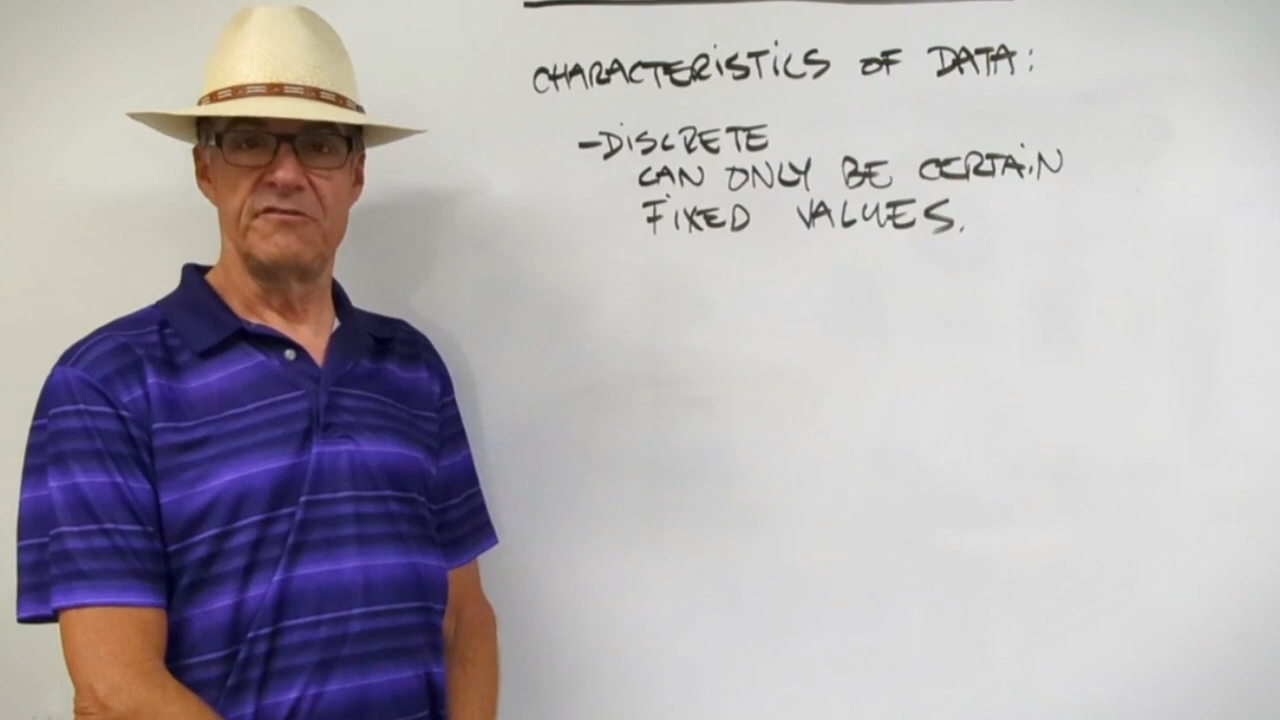 CHARACTERISTICS OF DATA:
-DISCRETE
CAN ONLY BE CERTAIN
FIXED VALUES.